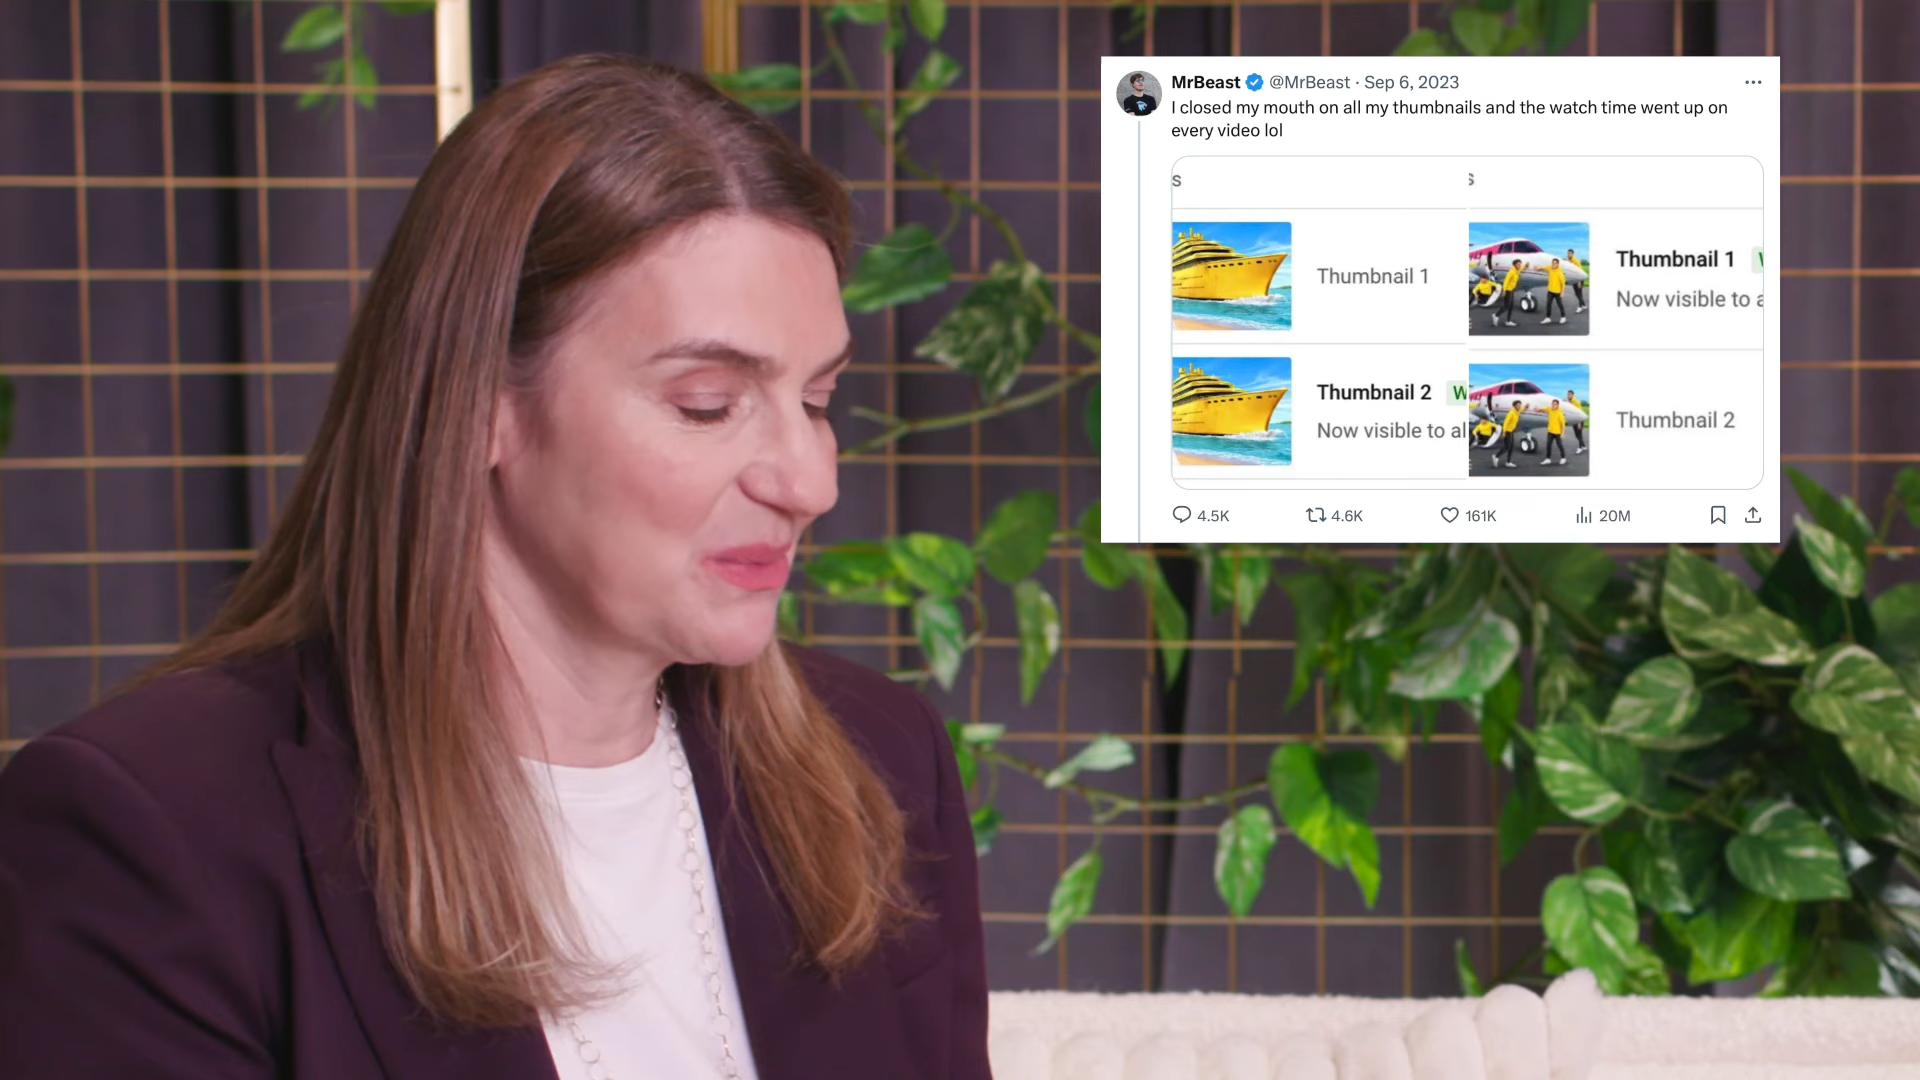 MrBeast @MrBeast · Sep 6, 2023
I closed my mouth on all my thumbnails and the watch time went up on
every video lol
s
s
Thumbnail 1
Thumbnail 1
Now visible to a
Thumbnail 2 W
Now visible to al
Thumbnail 2
4.5K 4.6K 161K 20M